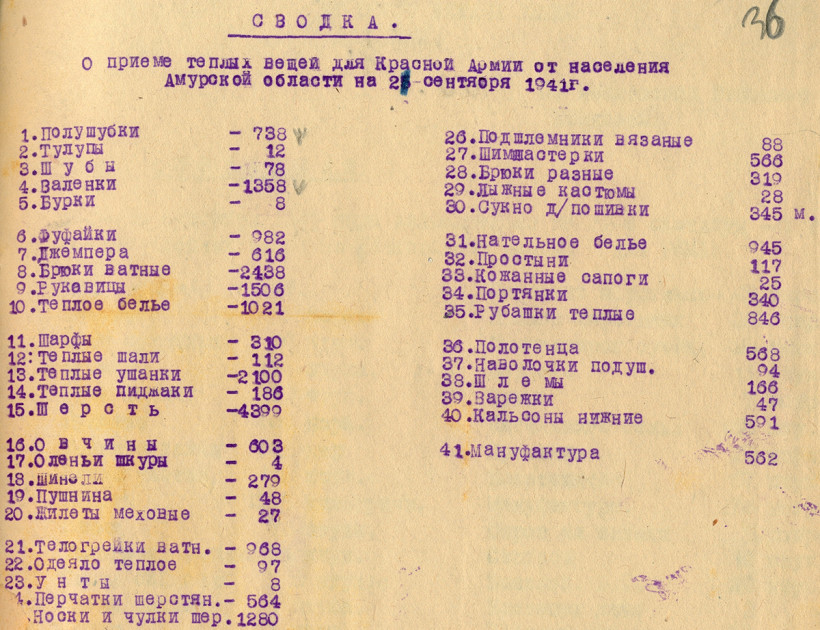 36
СВОДКА.
О приеме теплых вещей для Красной Армии от населения
Амурской области на 25 сентября 1941г.
1.Полушубки - 738 v
2.Тулупы - 12
3.Шубы - 78
4.Валенки -1358 v
5.Бурки - 8
6.Фуфайки - 982
7.Джемпера - 616
8.Брюки ватные -2438
9.Рукавицы -1506
10.Теплое белье -1021
11.Шарфы - 310
12:Теплые шали - 112
13.Теплые ушанки -2100
14.Теплые пиджаки - 186
15.Шерсть -4399
16.Овчины - 603
17.Оленьи шкуры - 4
18.Шинели - 279
19.Пушнина - 48
20.Жилеты меховые - 27
21.Телогрейки ватн. - 968
22.Одеяло теплое - 97
23.Унты - 8
4.Перчатки шерстян.- 564
.Носки и чулки шер.1280
26.Подшлемники вязаные 88
27.Гимнастерки 566
28.Брюки разные 319
29.Лыжные кастюмы 28
30.Сукно д/пошивки 345 м.
31.Нательное белье 945
32.Простыни 117
33.Кожанные сапоги 25
34.Портянки 340
35.Рубашки теплые 846
36.Полотенца 568
37.Наволочки подуш. 94
38.Шлемы 166
39.Варежки 47
40.Кальсоны нижние 591
41.Мануфактура 562